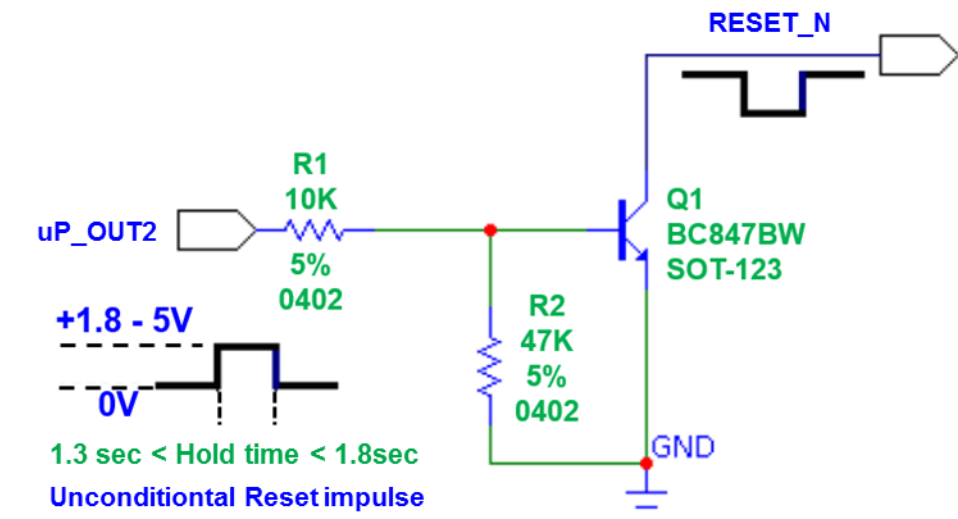 RESET_N
R1
10K
uP_OUT2
5%
0402
Q1
BC847BW
SOT-123
R2
47K
5%
0402
+1.8 - 5V
0V
GND
1.3 sec < Hold time < 1.8sec
Unconditiontal Reset impulse